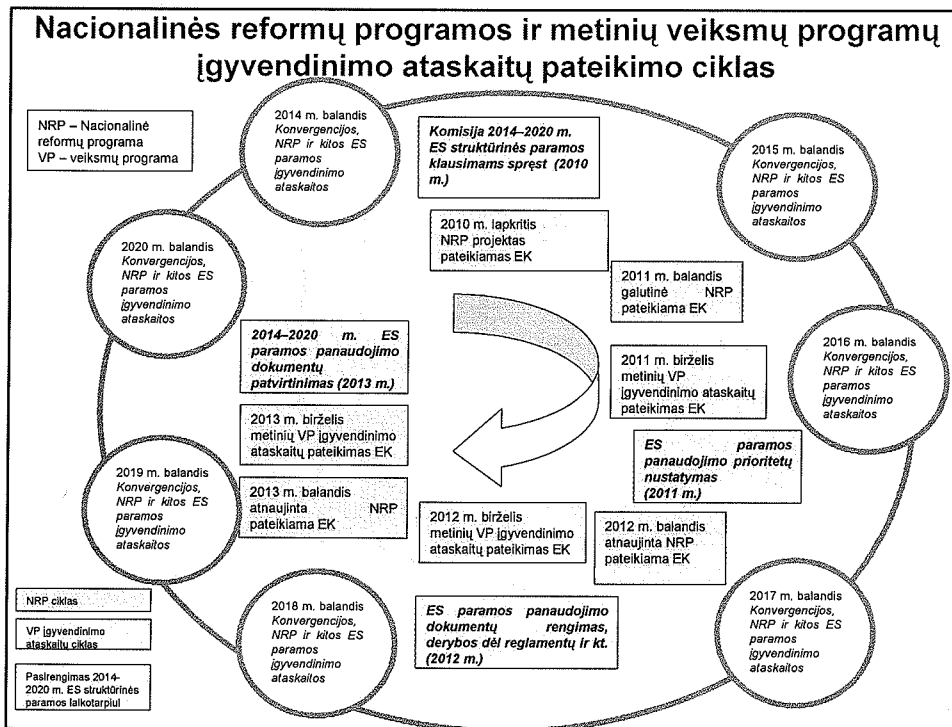 Nacionalinės reformų programos ir metinių veiksmų programų
įgyvendinimo ataskaitų pateikimo ciklas
NRP – Nacionalinė
reformų programa
VP – veiksmų programa
2014 m. balandis
Konvergencijos,
NRP ir kitos ES
paramos
įgyvendinimo
ataskaitos
Komisija 2014–2020 m.
ES struktūrinės paramos
klausimams spręst (2010
m.)
2015 m. balandis
Konvergencijos,
NRP ir kitos ES
paramos
įgyvendinimo
ataskaitos
2010 m. lapkritis
NRP projektas
pateikiamas EK
2020 m. balandis
Konvergencijos,
NRP ir kitos ES
paramos
įgyvendinimo
ataskaitos
2011 m. balandis
galutinė NRP
pateikiama EK
2014–2020 m. ES
paramos panaudojimo
dokumentų
patvirtinimas (2013 m.)
2011 m. birželis
metinių VP
įgyvendinimo ataskaitų
pateikimas EK
2016 m. balandis
Konvergencijos,
NRP ir kitos ES
paramos
įgyvendinimo
ataskaitos
2013 m. birželis
metinių VP įgyvendinimo
ataskaitų pateikimas EK
ES paramos
panaudojimo prioritetų
nustatymas
(2011 m.)
2019 m. balandis
Konvergencijos,
NRP ir kitos ES
paramos
įgyvendinimo
ataskaitos
2013 m. balandis
atnaujinta NRP
pateikiama EK
2012 m. birželis
metinių VP įgyvendinimo
ataskaitų pateikimas EK
2012 m. balandis
atnaujinta NRP
pateikiama EK
2018 m. balandis
Konvergencijos,
NRP ir kitos ES
paramos
įgyvendinimo
ataskaitos
ES paramos panaudojimo
dokumentų rengimas,
derybos dėl reglamentų ir kt.
(2012 m.)
2017 m. balandis
Konvergencijos,
NRP ir kitos ES
paramos
įgyvendinimo
ataskaitos
NRP ciklas
VP įgyvendinimo
ataskaitų ciklas
Pasirengimas 2014-
2020 m. ES struktūrinės
paramos laikotarpiui